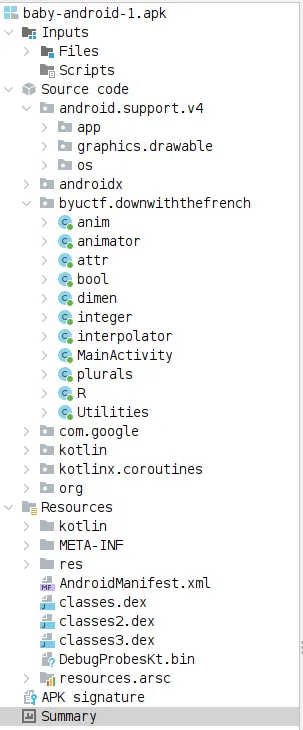 baby-android-1.apk
Inputs
Files
Scripts
Source code
android.support.v4
app
graphics.drawable
os
androidx
byuctf.downwiththefrench
C anim
C animator
C attr
C bool
C dimen
C integer
C interpolator
C MainActivity
C plurals
C R
C Utilities
com.google
kotlin
kotlinx.coroutines
org
Resources
kotlin
META-INF
res
MF AndroidManifest.xml
J classes.dex
J classes2.dex
J classes3.dex
? DebugProbesKt.bin
resources.arsc
APK signature
Summary